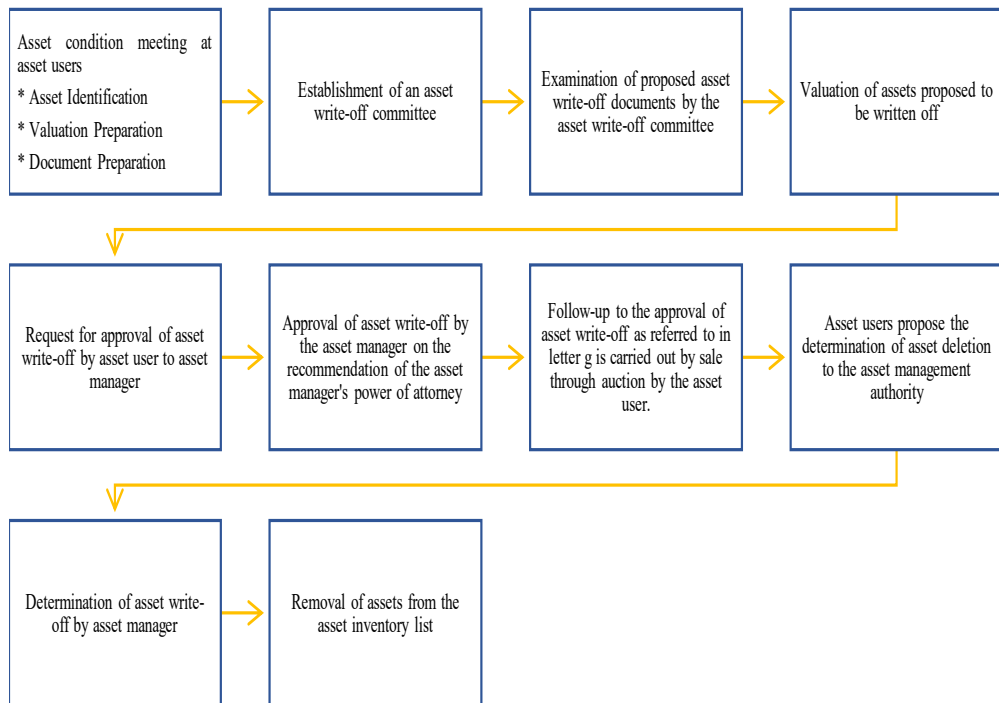 Asset condition meeting at
asset users
* Asset Identification
* Valuation Preparation
* Document Preparation
Establishment of an asset
write-off committee
Examination of proposed asset
write-off documents by the
asset write-off committee
Valuation of assets proposed to
be written off
Request for approval of asset
write-off by asset user to asset
manager
Approval of asset write-off by
the asset manager on the
recommendation of the asset
manager's power of attorney
Follow-up to the approval of
asset write-off as referred to in
letter g is carried out by sale
through auction by the asset
user.
Asset users propose the
determination of asset deletion
to the asset management
authority
Determination of asset write-
off by asset manager
Removal of assets from the
asset inventory list